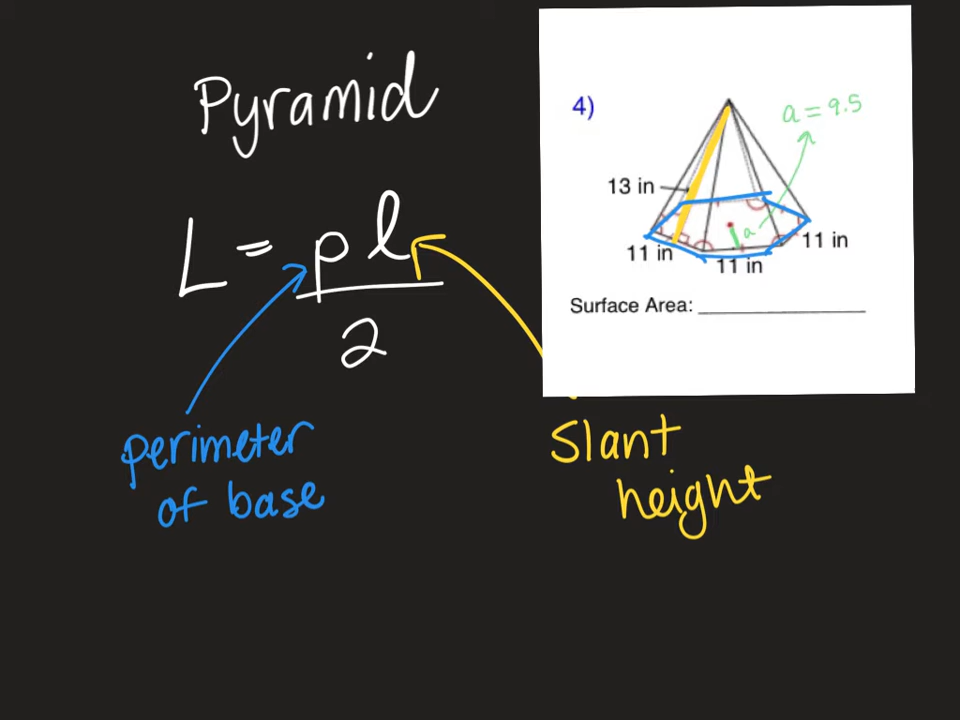 Pyramid
L = pl
2
perimeter
of base
Slant
height
4)
a = 9.5
13 in
a
11 in
11 in
11 in
Surface Area: ____________